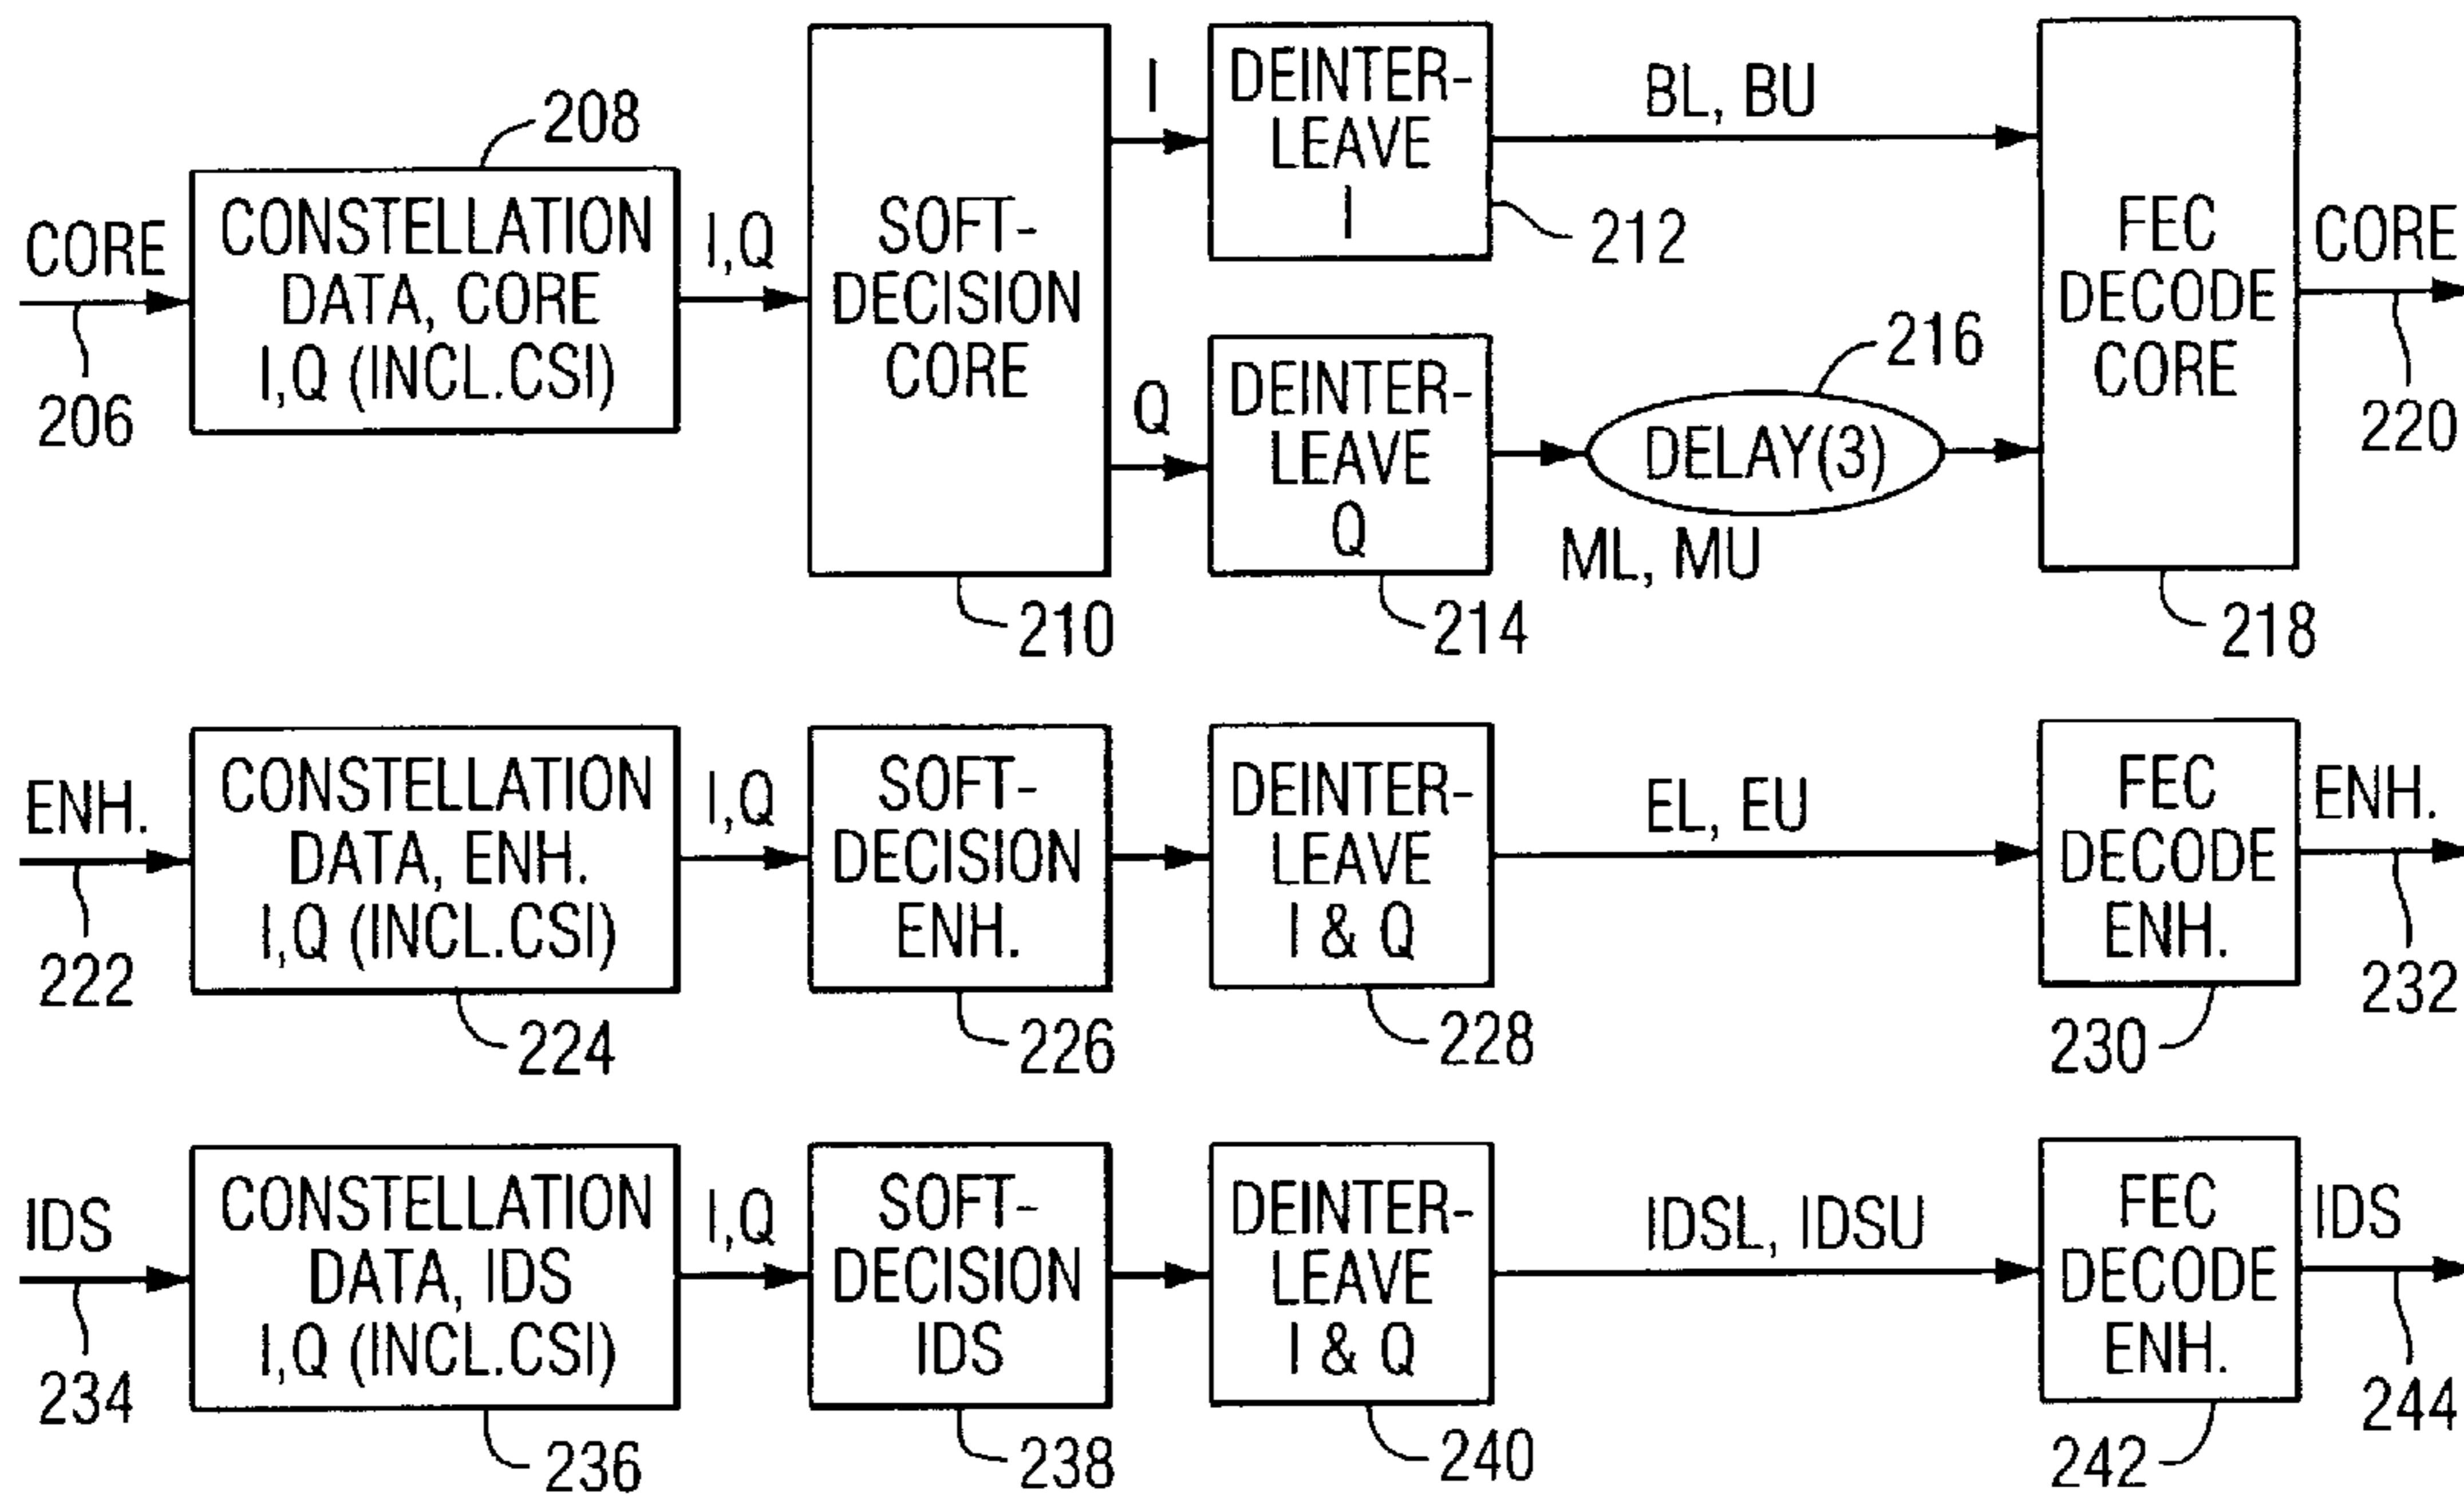 208
CORE
206
CONSTELLATION
DATA, CORE
I,Q (INCL.CSI)
I,Q
SOFT-
DECISION
CORE
210
I
DEINTER-
LEAVE
I
212
BL, BU
Q
DEINTER-
LEAVE
Q
214
216
DELAY(3)
ML, MU
FEC
DECODE
CORE
218
CORE
220
ENH.
222
CONSTELLATION
DATA, ENH.
I,Q (INCL.CSI)
224
I,Q
SOFT-
DECISION
ENH.
226
DEINTER-
LEAVE
I & Q
228
EL, EU
FEC
DECODE
ENH.
230
ENH.
232
IDS
234
CONSTELLATION
DATA, IDS
I,Q (INCL.CSI)
236
I,Q
SOFT-
DECISION
IDS
238
DEINTER-
LEAVE
I & Q
240
IDSL, IDSU
FEC
DECODE
ENH.
242
IDS
244